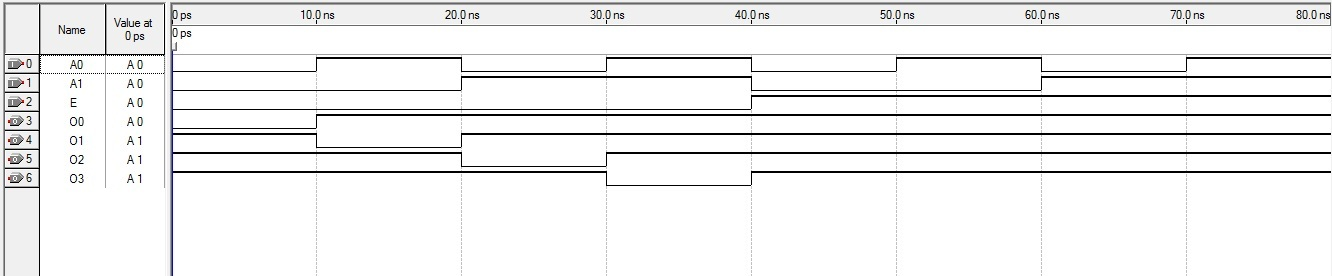 Name
Value at
0 ps
0 ps 10.0 ns 20.0 ns 30.0 ns 40.0 ns 50.0 ns 60.0 ns 70.0 ns 80.0 ns
0 ps
0 A0 A 0
1 A1 A 0
2 E A 0
3 O0 A 0
4 O1 A 1
5 O2 A 1
6 O3 A 1